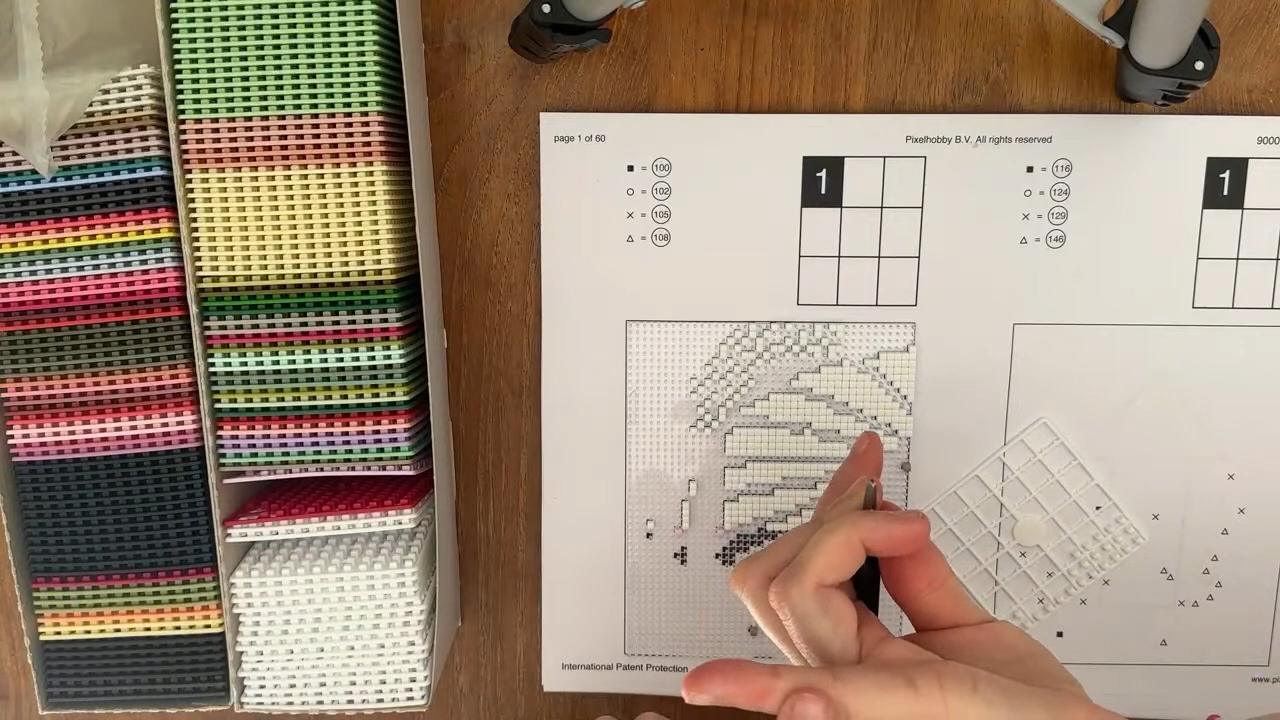 page 1 of 60
Pixelhobby B.V. All rights reserved
9000
■ = 100
○ = 102
× = 105
△ = 108
1
■ = 116
○ = 124
× = 129
△ = 146
1
International Patent Protection
www.pi